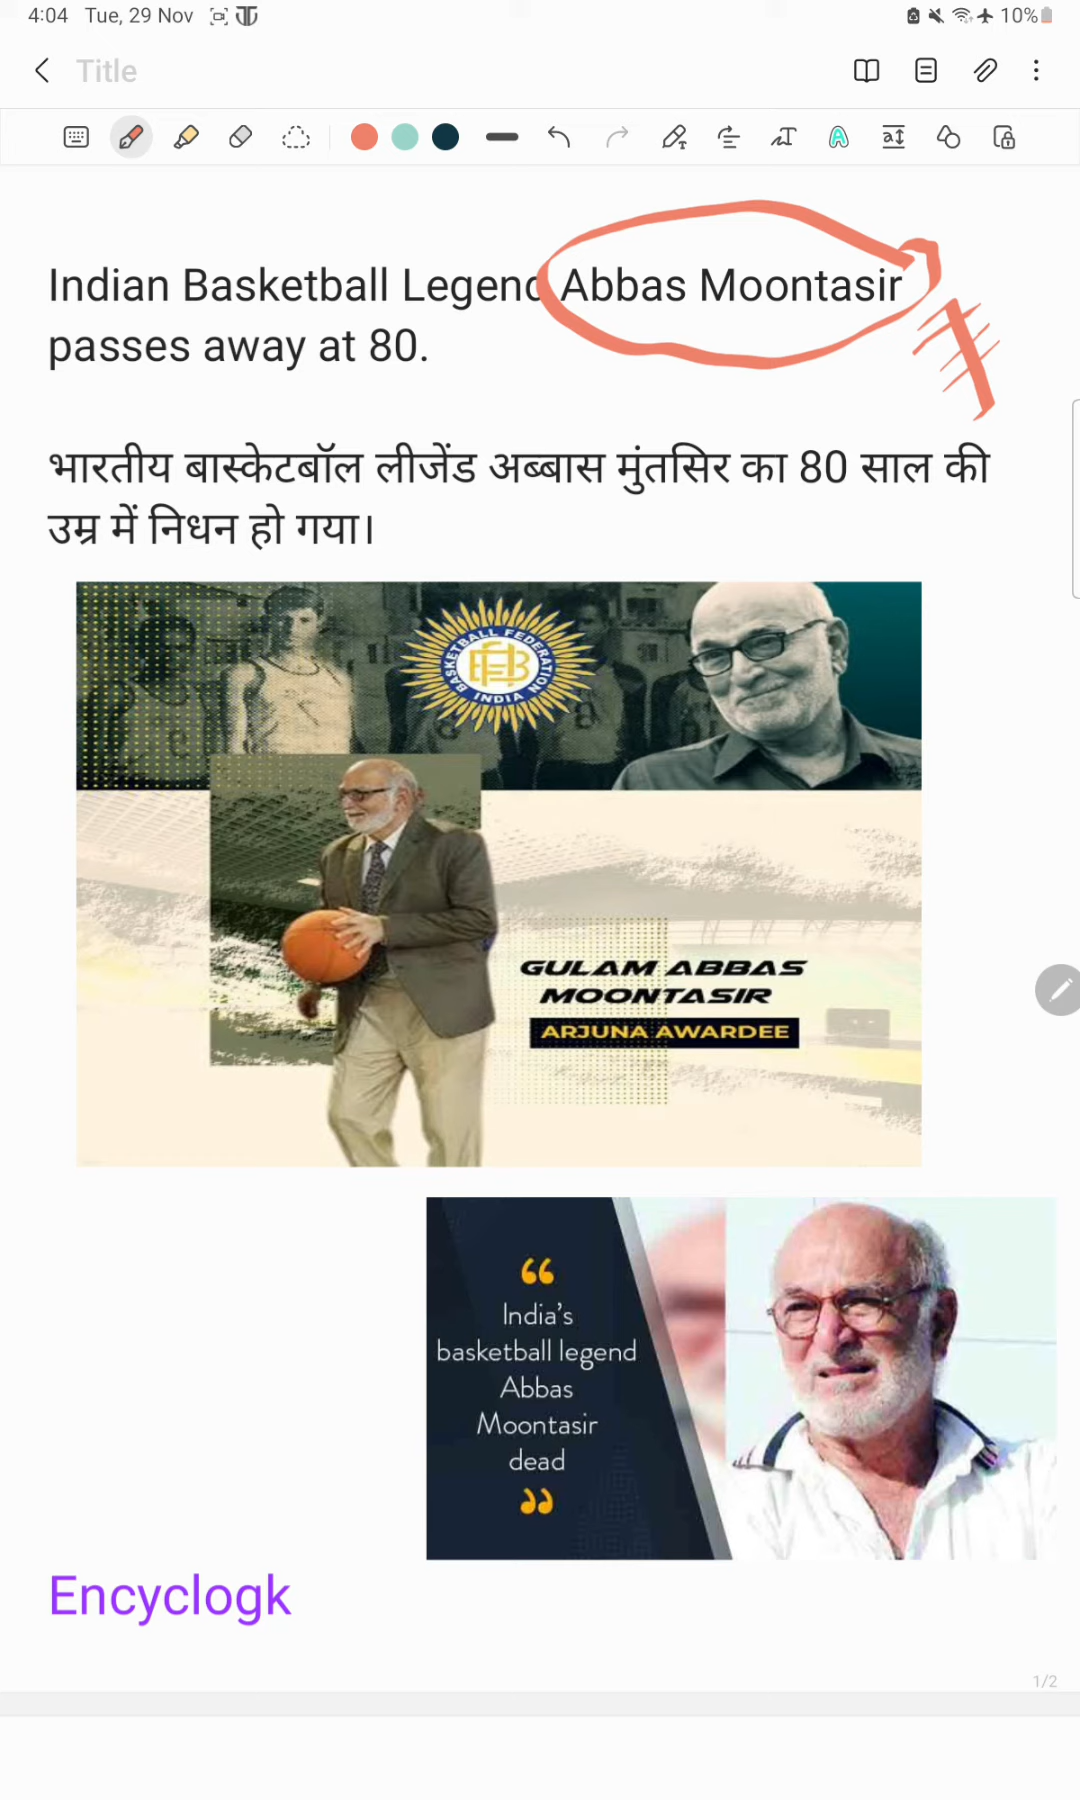 4:04 Tue, 29 Nov
10%
Title
Indian Basketball Legend Abbas Moontasir
passes away at 80.
भारतीय बास्केटबॉल लीजेंड अब्बास मुंतसिर का 80 साल की
उम्र में निधन हो गया।
BASKETBALL FEDERATION
INDIA
GULAM ABBAS
MOONTASIR
ARJUNA AWARDEE
“
India’s
basketball legend
Abbas
Moontasir
dead
”
Encyclogk
1/2